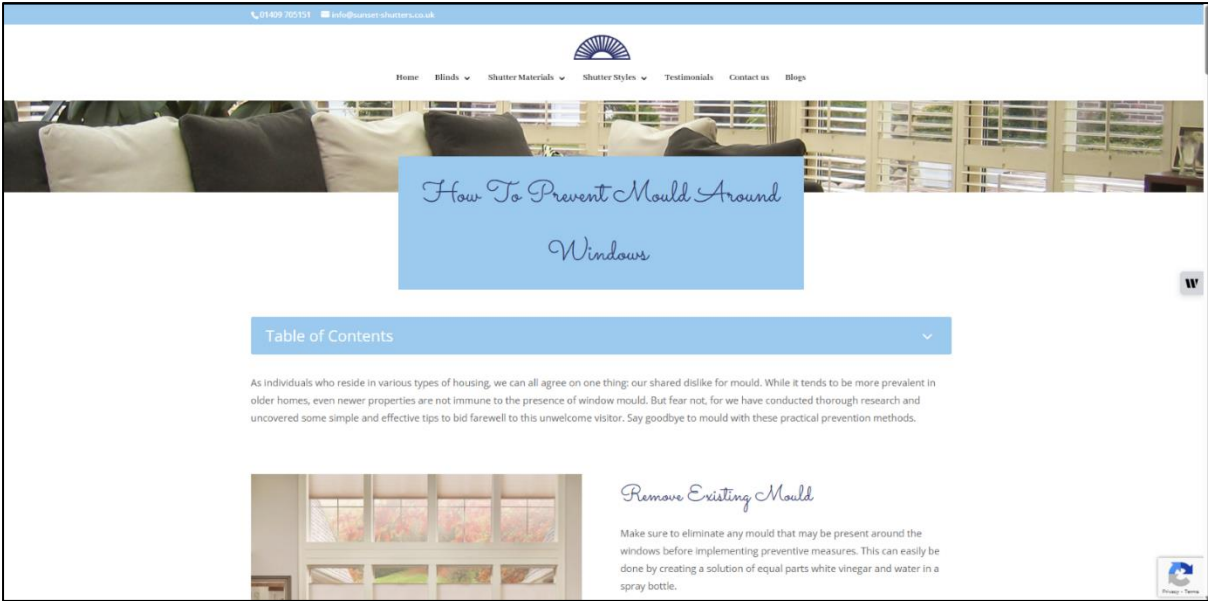 01409 705151 info@sunset-shutters.co.uk
Home Blinds Shutter Materials Shutter Styles Testimonials Contact us Blogs
How To Prevent Mould Around
Windows
Table of Contents
As individuals who reside in various types of housing, we can all agree on one thing: our shared dislike for mould. While it tends to be more prevalent in
older homes, even newer properties are not immune to the presence of window mould. But fear not, for we have conducted thorough research and
uncovered some simple and effective tips to bid farewell to this unwelcome visitor. Say goodbye to mould with these practical prevention methods.
Remove Existing Mould
Make sure to eliminate any mould that may be present around the
windows before implementing preventive measures. This can easily be
done by creating a solution of equal parts white vinegar and water in a
spray bottle.
W
Privacy - Terms